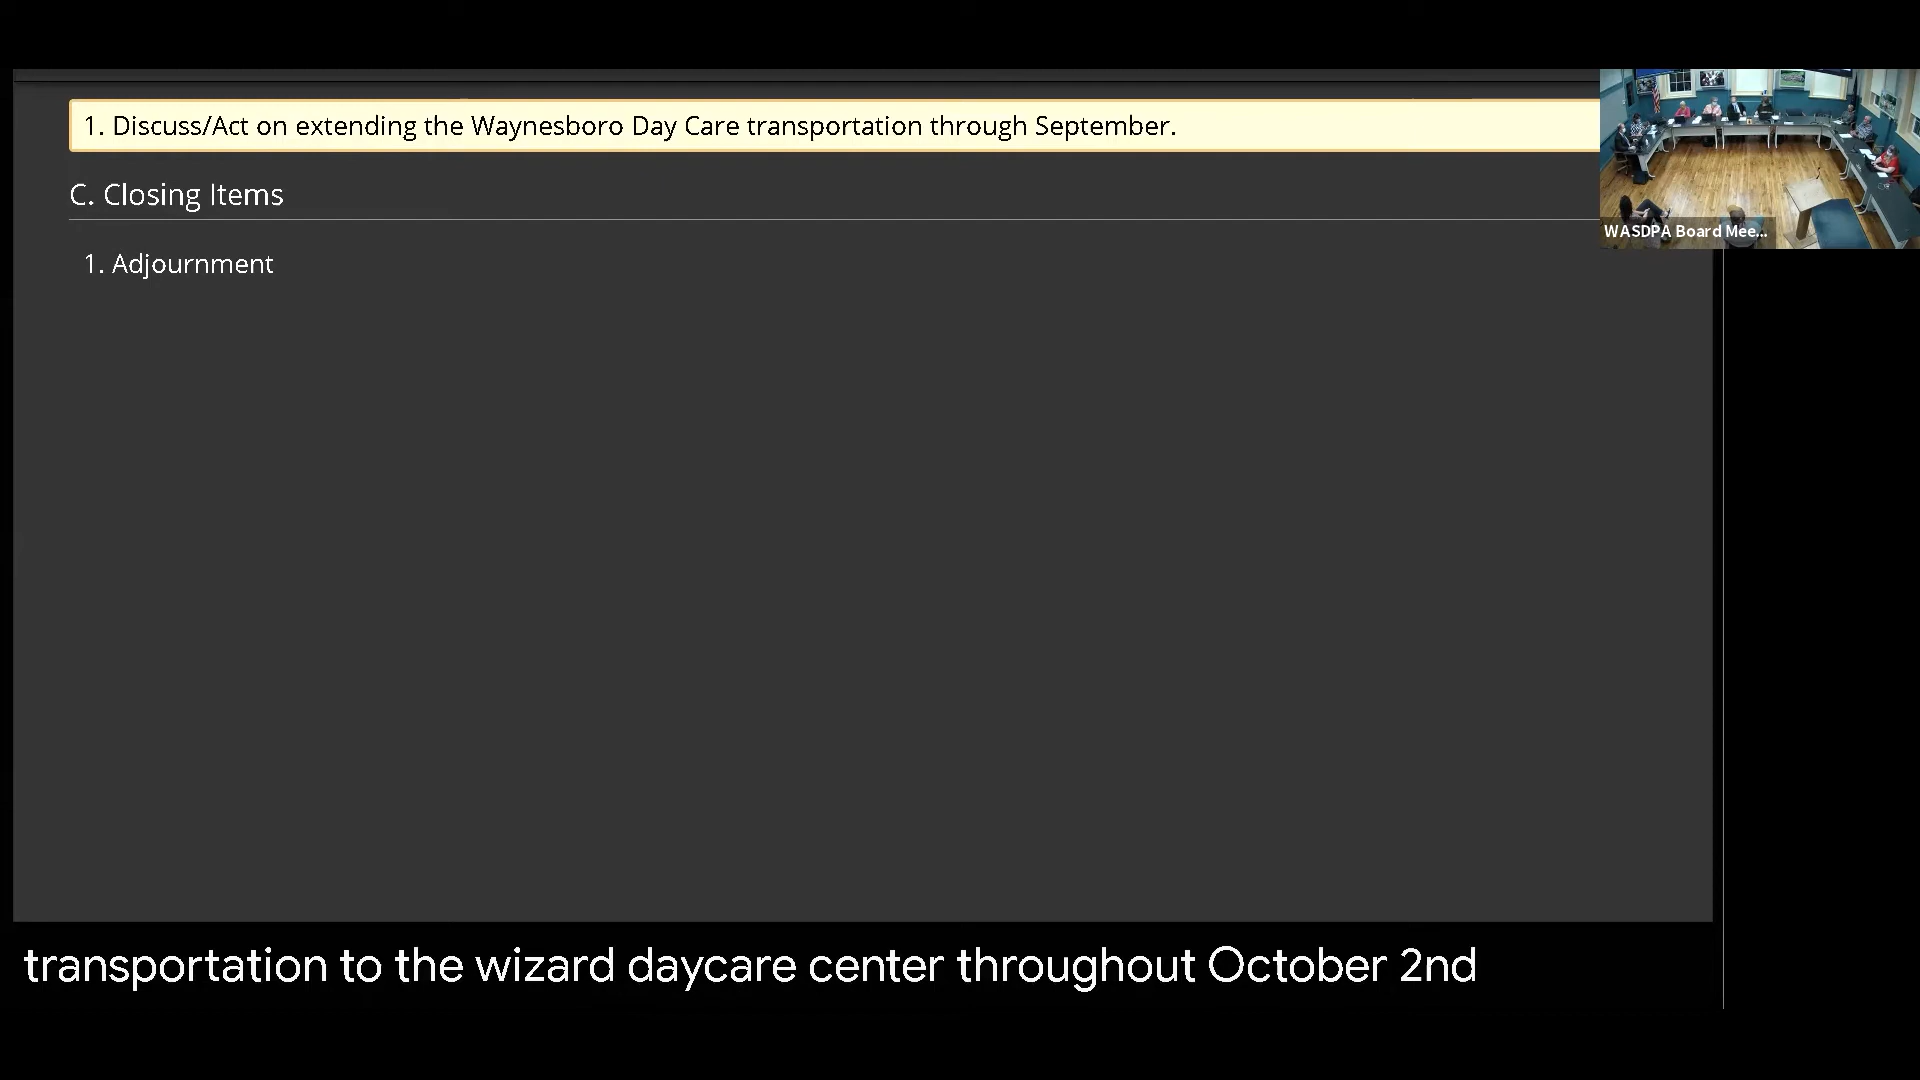 1. Discuss/Act on extending the Waynesboro Day Care transportation through September.
C. Closing Items
1. Adjournment
WASDPA Board Mee...
transportation to the wizard daycare center throughout October 2nd